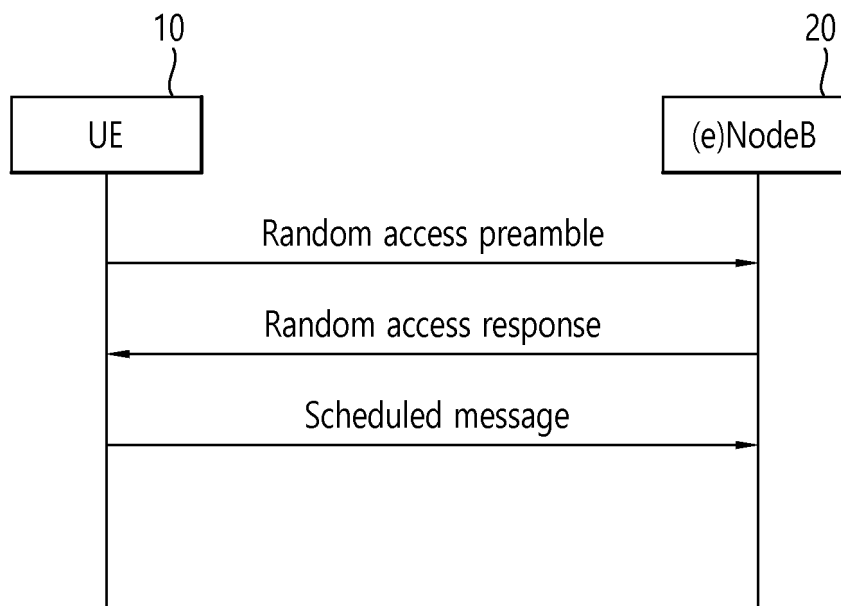 10
20
UE
(e)NodeB
Random access preamble
Random access response
Scheduled message